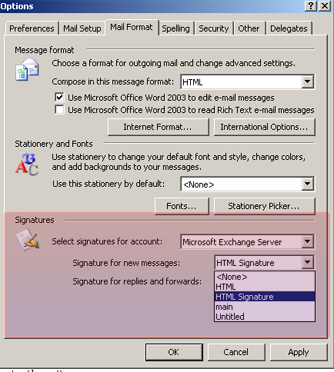 Options
Preferences Mail Setup Mail Format Spelling Security Other Delegates
Message format
Choose a format for outgoing mail and change advanced settings.
Compose in this message format: HTML
Use Microsoft Office Word 2003 to edit e-mail messages
Use Microsoft Office Word 2003 to read Rich Text e-mail messages
Internet Format... International Options...
Stationery and Fonts
Use stationery to change your default font and style, change colors,
and add backgrounds to your messages.
Use this stationery by default: <None>
Fonts... Stationery Picker...
Signatures
Select signatures for account: Microsoft Exchange Server
Signature for new messages: HTML Signature
<None>
Signature for replies and forwards: HTML
HTML Signature
main
Untitled
OK Cancel Apply